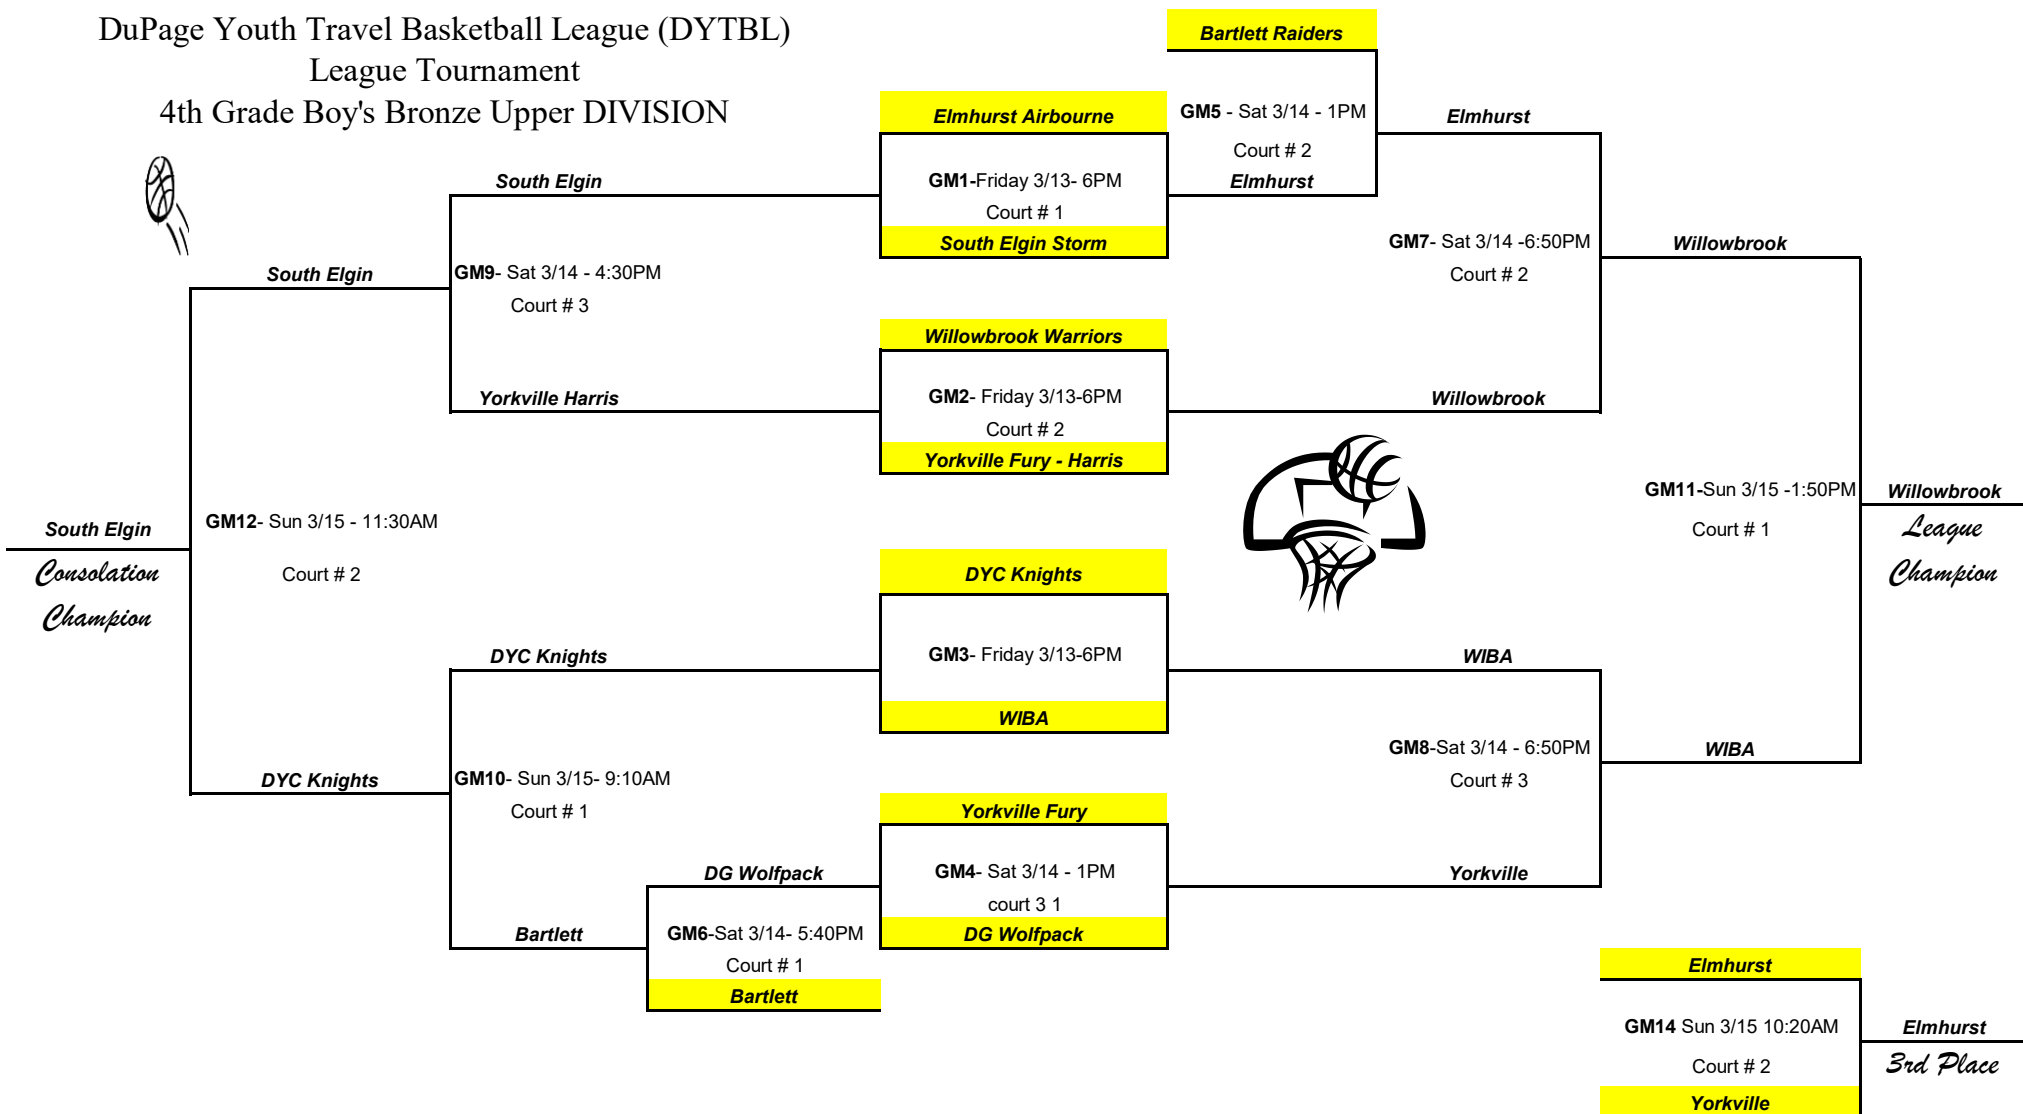 DuPage Youth Travel Basketball League (DYTBL)
League Tournament
4th Grade Boy's Bronze Upper DIVISION
Bartlett Raiders
Elmhurst Airbourne
GM5 - Sat 3/14 - 1PM
Elmhurst
Court # 2
South Elgin
GM1-Friday 3/13- 6PM
Elmhurst
Court # 1
South Elgin Storm
GM7- Sat 3/14 -6:50PM
Willowbrook
South Elgin
GM9- Sat 3/14 - 4:30PM
Court # 2
Court # 3
Willowbrook Warriors
Yorkville Harris
GM2- Friday 3/13-6PM
Willowbrook
Court # 2
Yorkville Fury - Harris
GM11-Sun 3/15 -1:50PM
Willowbrook
South Elgin
GM12- Sun 3/15 - 11:30AM
Court # 1
League
Consolation
Court # 2
DYC Knights
Champion
Champion
DYC Knights
GM3- Friday 3/13-6PM
WIBA
WIBA
GM8-Sat 3/14 - 6:50PM
WIBA
DYC Knights
GM10- Sun 3/15- 9:10AM
Court # 3
Court # 1
Yorkville Fury
DG Wolfpack
GM4- Sat 3/14 - 1PM
Yorkville
court 3 1
Bartlett
GM6-Sat 3/14- 5:40PM
DG Wolfpack
Court # 1
Elmhurst
Bartlett
GM14 Sun 3/15 10:20AM
Elmhurst
Court # 2
3rd Place
Yorkville